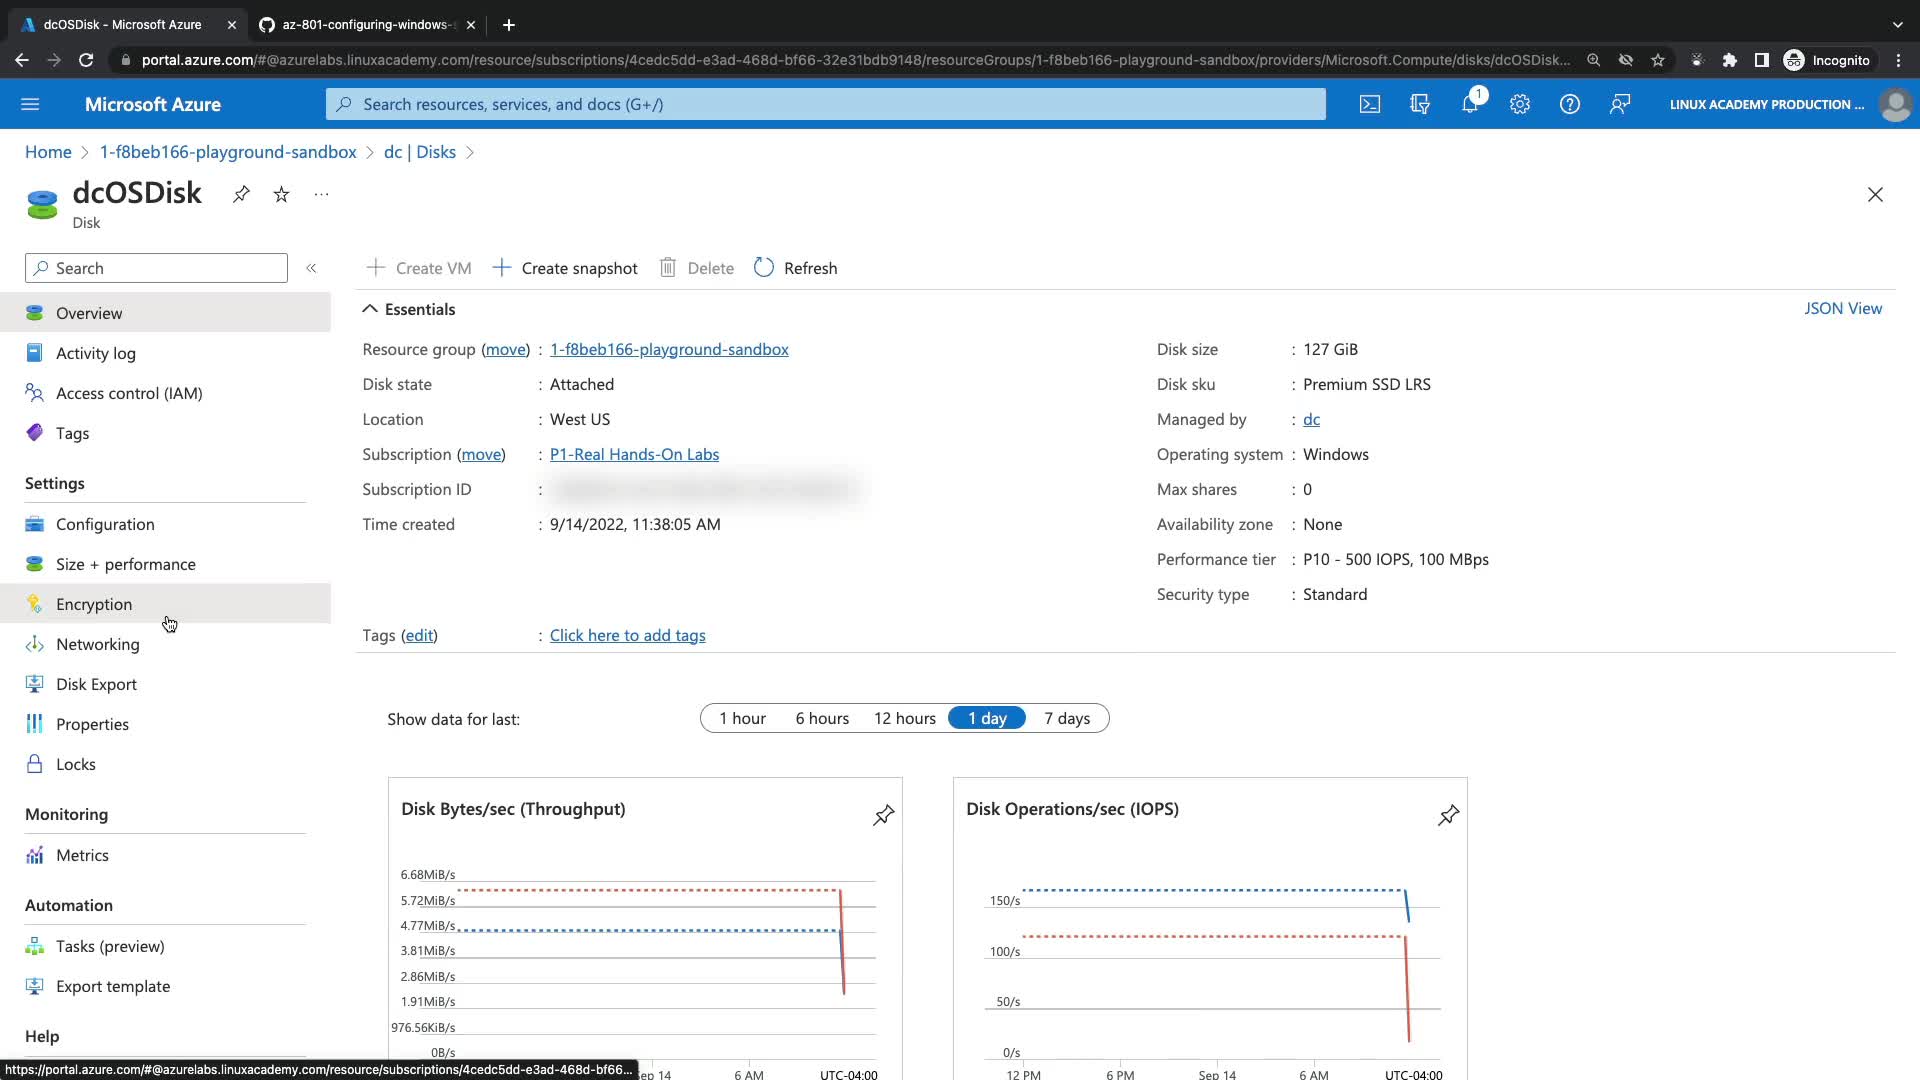 dcOSDisk - Microsoft Azure
az-801-configuring-windows-s
portal.azure.com/#@azurelabs.linuxacademy.com/resource/subscriptions/4cedc5dd-e3ad-468d-bf66-32e31bdb9148/resourceGroups/1-f8beb166-playground-sandbox/providers/Microsoft.Compute/disks/dcOSDisk...
Incognito
Microsoft Azure
Search resources, services, and docs (G+/)
1
LINUX ACADEMY PRODUCTION ...
Home > 1-f8beb166-playground-sandbox > dc | Disks >
dcOSDisk
...
Disk
Search
«
Create VM
Create snapshot
Delete
Refresh
Overview
Activity log
Access control (IAM)
Tags
Settings
Configuration
Size + performance
Encryption
Networking
Disk Export
Properties
Locks
Monitoring
Metrics
Automation
Tasks (preview)
Export template
Help
Essentials
JSON View
Resource group (move) : 1-f8beb166-playground-sandbox
Disk state : Attached
Location : West US
Subscription (move) : P1-Real Hands-On Labs
Subscription ID :
Time created : 9/14/2022, 11:38:05 AM
Disk size : 127 GiB
Disk sku : Premium SSD LRS
Managed by : dc
Operating system : Windows
Max shares : 0
Availability zone : None
Performance tier : P10 - 500 IOPS, 100 MBps
Security type : Standard
Tags (edit) : Click here to add tags
Show data for last:
1 hour
6 hours
12 hours
1 day
7 days
Disk Bytes/sec (Throughput)
6.68MiB/s
5.72MiB/s
4.77MiB/s
3.81MiB/s
2.86MiB/s
1.91MiB/s
976.56KiB/s
0B/s
Sep 14
6 AM
UTC-04:00
Disk Operations/sec (IOPS)
150/s
100/s
50/s
0/s
12 PM
6 PM
Sep 14
6 AM
UTC-04:00
https://portal.azure.com/#@azurelabs.linuxacademy.com/resource/subscriptions/4cedc5dd-e3ad-468d-bf66...